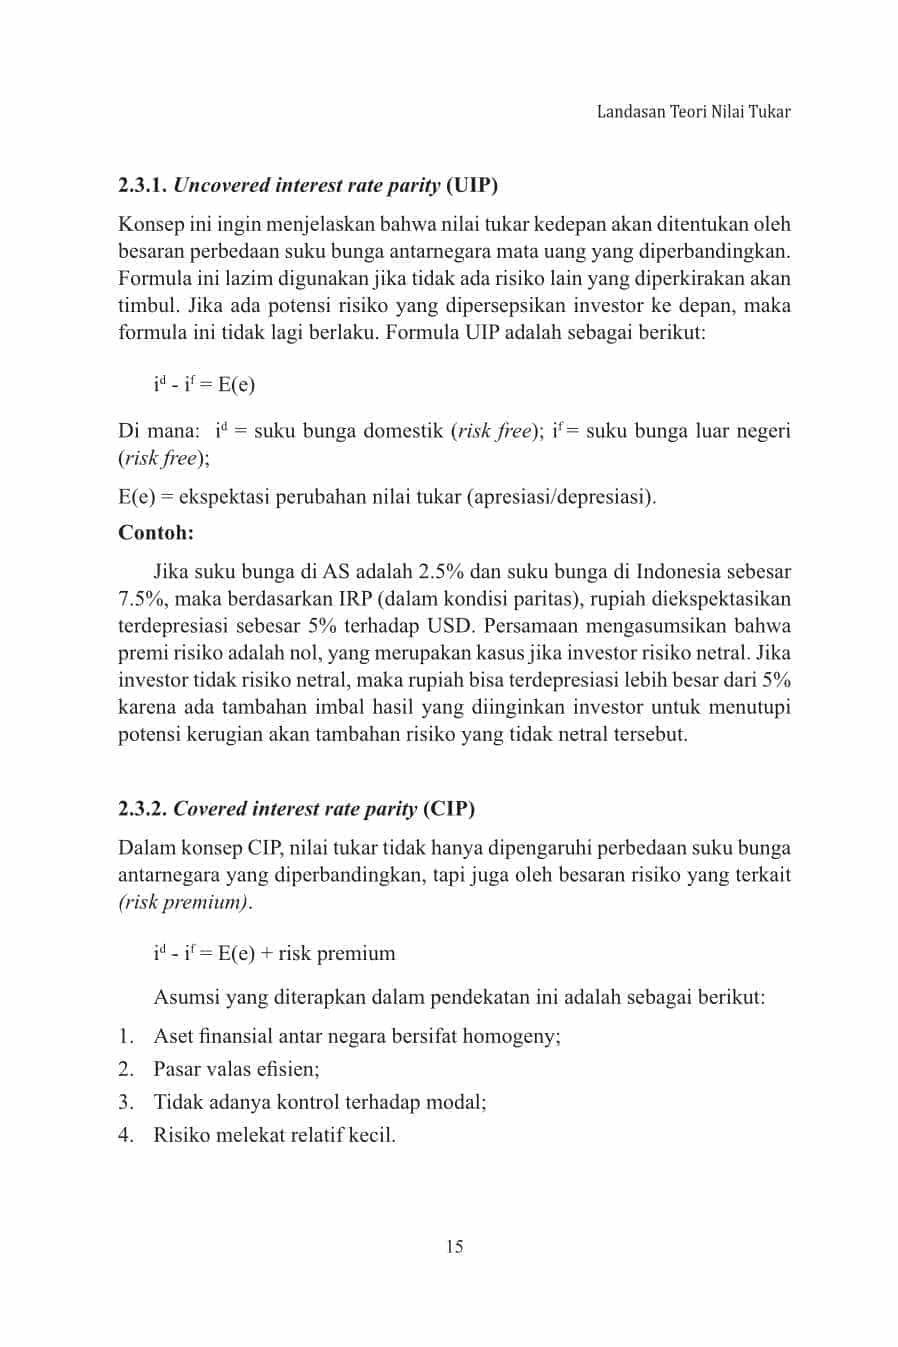 Landasan Teori Nilai Tukar
2.3.1. Uncovered interest rate parity (UIP)
Konsep ini ingin menjelaskan bahwa nilai tukar kedepan akan ditentukan oleh
besaran perbedaan suku bunga antarnegara mata uang yang diperbandingkan.
Formula ini lazim digunakan jika tidak ada risiko lain yang diperkirakan akan
timbul. Jika ada potensi risiko yang dipersepsikan investor ke depan, maka
formula ini tidak lagi berlaku. Formula UIP adalah sebagai berikut:
iᵈ - iᶠ = E(e)
Di mana: iᵈ = suku bunga domestik (risk free); iᶠ = suku bunga luar negeri
(risk free);
E(e) = ekspektasi perubahan nilai tukar (apresiasi/depresiasi).
Contoh:
Jika suku bunga di AS adalah 2.5% dan suku bunga di Indonesia sebesar
7.5%, maka berdasarkan IRP (dalam kondisi paritas), rupiah diekspektasikan
terdepresiasi sebesar 5% terhadap USD. Persamaan mengasumsikan bahwa
premi risiko adalah nol, yang merupakan kasus jika investor risiko netral. Jika
investor tidak risiko netral, maka rupiah bisa terdepresiasi lebih besar dari 5%
karena ada tambahan imbal hasil yang diinginkan investor untuk menutupi
potensi kerugian akan tambahan risiko yang tidak netral tersebut.
2.3.2. Covered interest rate parity (CIP)
Dalam konsep CIP, nilai tukar tidak hanya dipengaruhi perbedaan suku bunga
antarnegara yang diperbandingkan, tapi juga oleh besaran risiko yang terkait
(risk premium).
iᵈ - iᶠ = E(e) + risk premium
Asumsi yang diterapkan dalam pendekatan ini adalah sebagai berikut:
1. Aset finansial antar negara bersifat homogeny;
2. Pasar valas efisien;
3. Tidak adanya kontrol terhadap modal;
4. Risiko melekat relatif kecil.
15